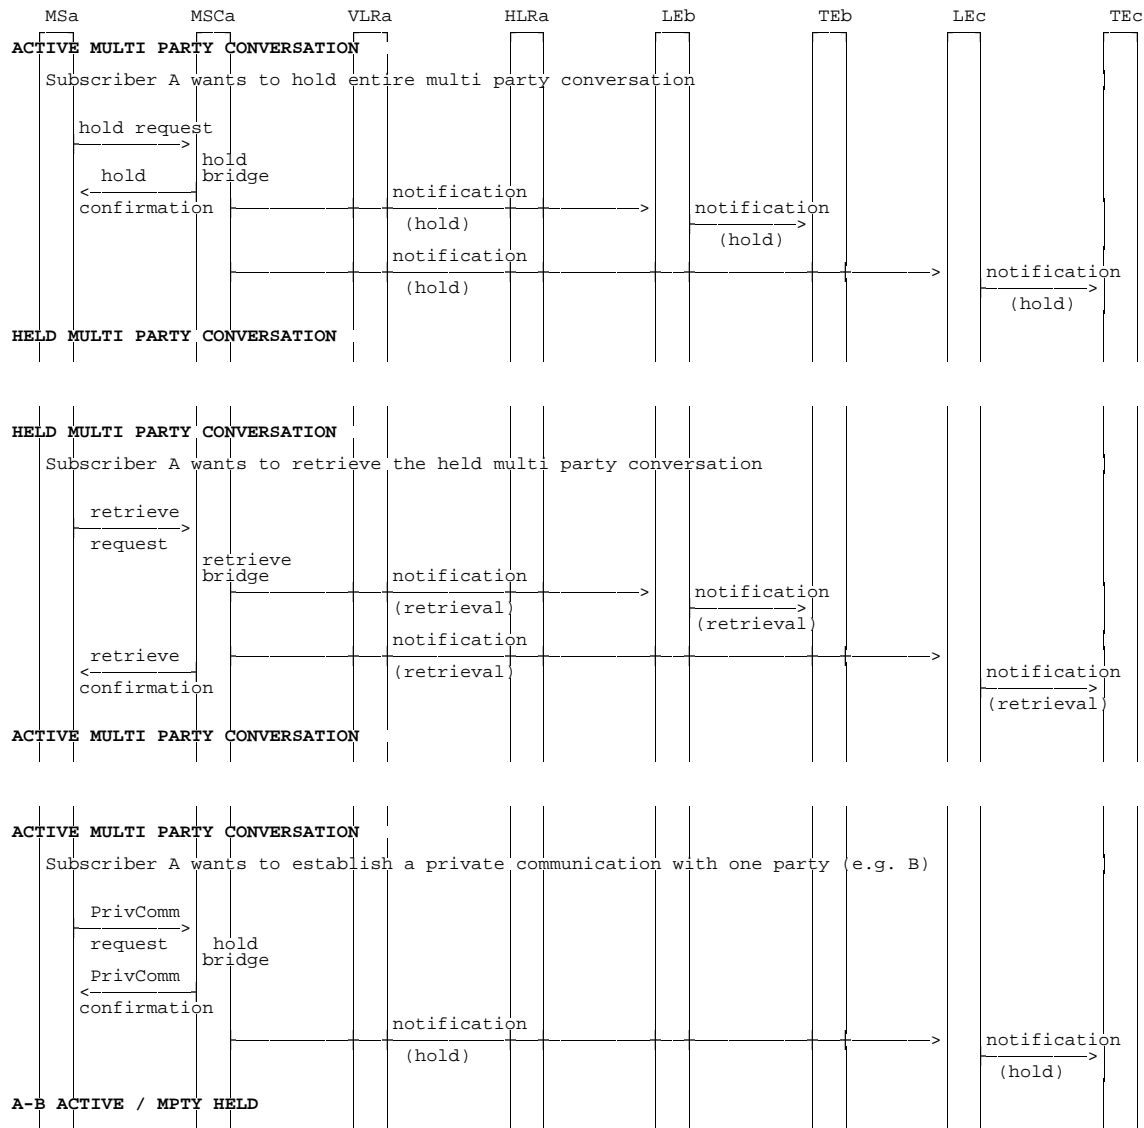 MSa MSCa VLRa HLRa LEb TEb LEc TEc
ACTIVE MULTI PARTY CONVERSATION
Subscriber A wants to hold entire multi party conversation
hold request
hold
hold bridge
notification
confirmation
notification
(hold)
(hold)
notification
notification
(hold)
(hold)
HELD MULTI PARTY CONVERSATION
HELD MULTI PARTY CONVERSATION
Subscriber A wants to retrieve the held multi party conversation
retrieve
request
retrieve
bridge notification
notification
(retrieval)
(retrieval)
notification
retrieve
(retrieval) notification
confirmation
(retrieval)
ACTIVE MULTI PARTY CONVERSATION
ACTIVE MULTI PARTY CONVERSATION
Subscriber A wants to establish a private communication with one party (e.g. B)
PrivComm
request hold
bridge
PrivComm
confirmation
notification
notification
(hold)
(hold)
A-B ACTIVE / MPTY HELD